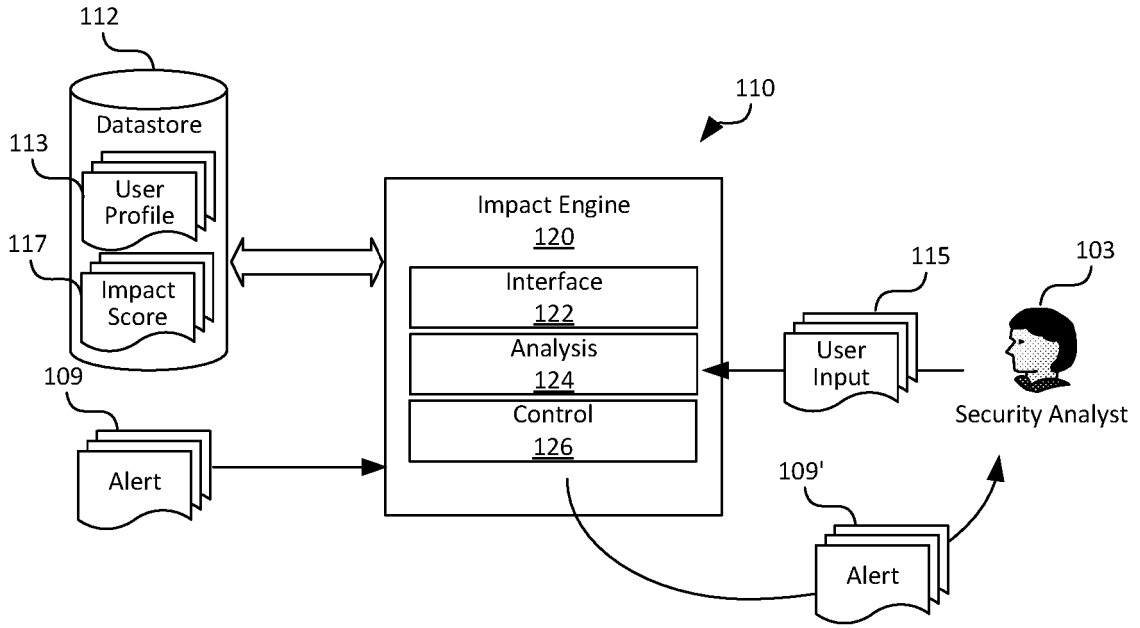 112
Datastore
113
User
Profile
117
Impact
Score
109
Alert
110
Impact Engine
120
Interface
122
Analysis
124
Control
126
115
User
Input
103
Security Analyst
109'
Alert